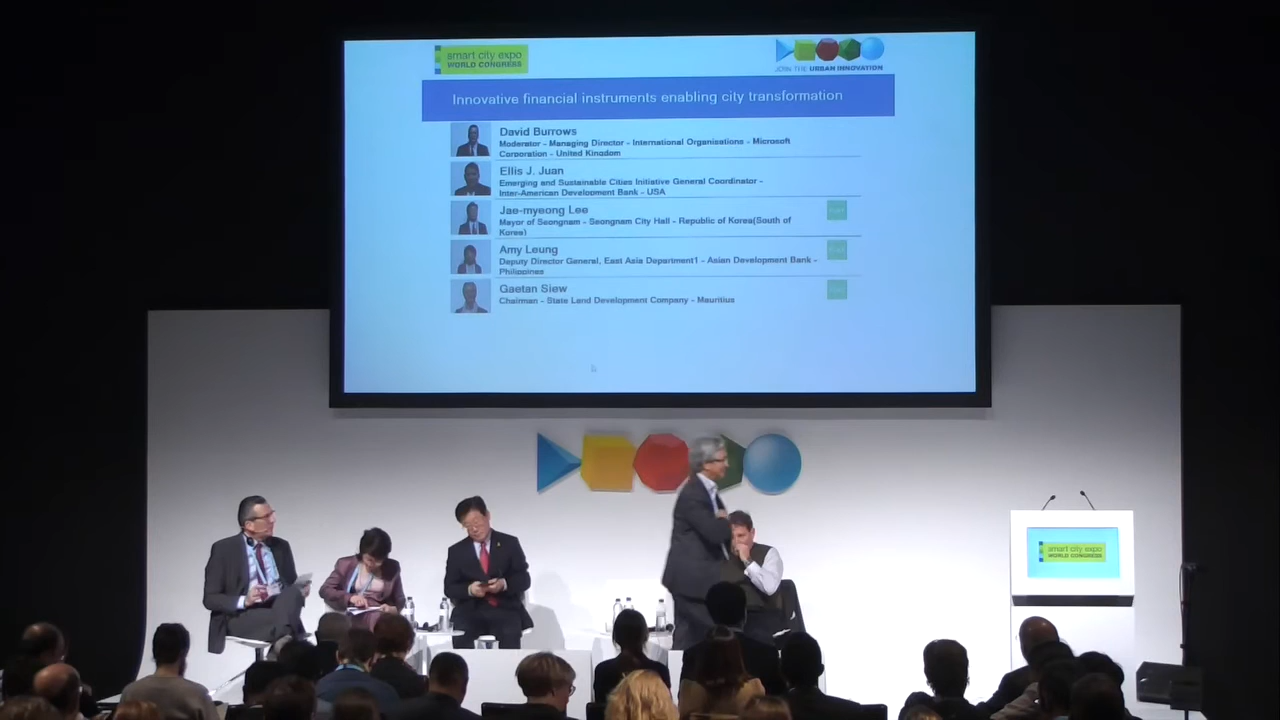 smart city expo
WORLD CONGRESS
JOIN THE URBAN INNOVATION
Innovative financial instruments enabling city transformation
David Burrows
Moderator - Managing Director - International Organisations - Microsoft
Corporation - United Kingdom
Ellis J. Juan
Emerging and Sustainable Cities Initiative General Coordinator -
Inter-American Development Bank - USA
Jae-myeong Lee
Mayor of Seongnam - Seongnam City Hall - Republic of Korea(South of
Korea)
Amy Leung
Deputy Director General, East Asia Department1 - Asian Development Bank -
Philippines
Gaetan Siew
Chairman - State Land Development Company - Mauritius
smart city expo
WORLD CONGRESS